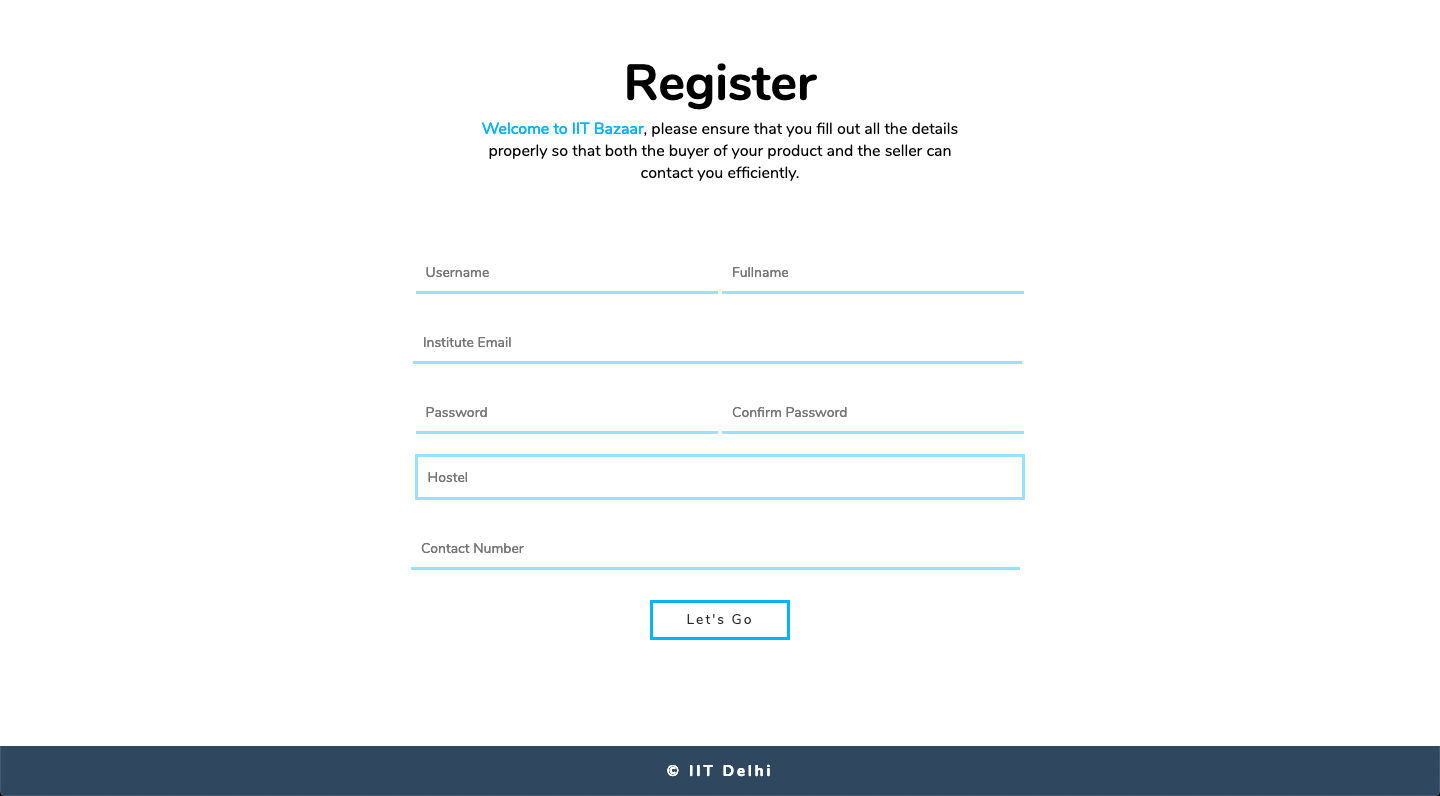 Register
Welcome to IIT Bazaar, please ensure that you fill out all the details
properly so that both the buyer of your product and the seller can
contact you efficiently.
Username
Fullname
Institute Email
Password
Confirm Password
Hostel
Contact Number
Let's Go
© IIT Delhi